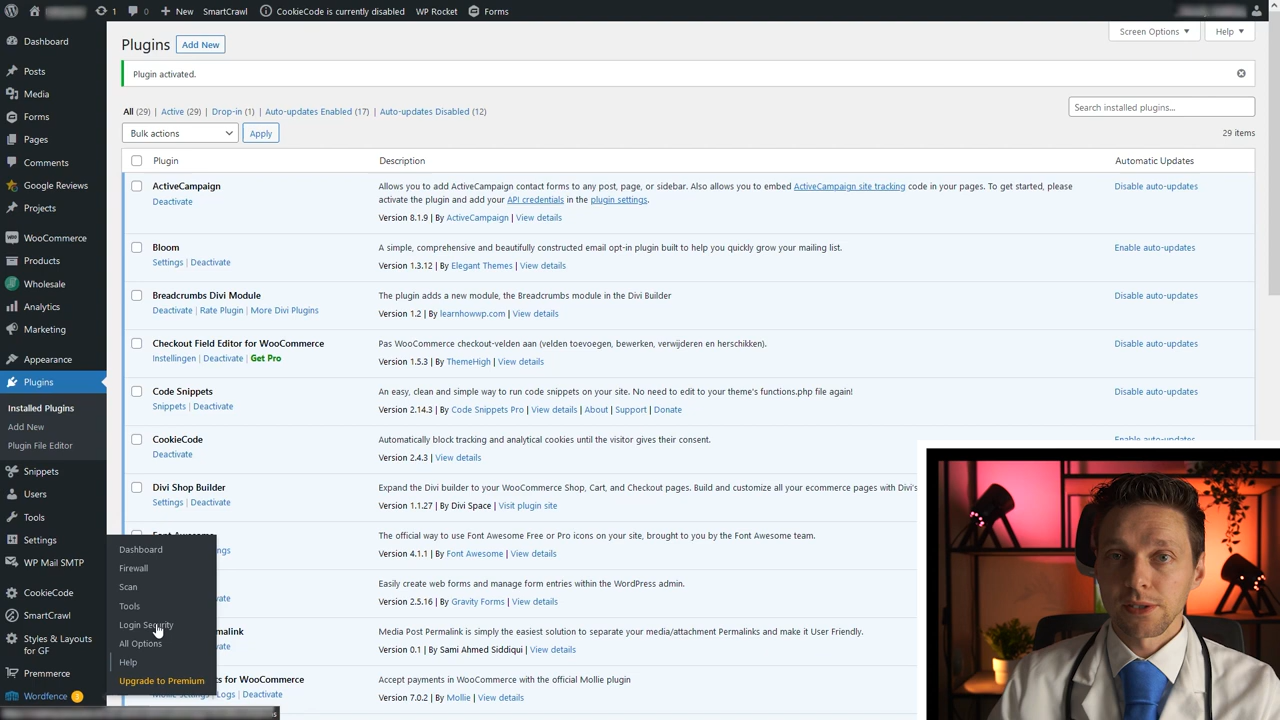 1
0
New
SmartCrawl
CookieCode is currently disabled
WP Rocket
Forms
Dashboard
Posts
Media
Forms
Pages
Comments
Google Reviews
Projects
WooCommerce
Products
Wholesale
Analytics
Marketing
Appearance
Plugins
Installed Plugins
Add New
Plugin File Editor
Snippets
Users
Tools
Settings
WP Mail SMTP
CookieCode
SmartCrawl
Styles & Layouts
for GF
Premmerce
Wordfence 3
Dashboard
Firewall
Scan
Tools
Login Security
All Options
Help
Upgrade to Premium
Plugins Add New
Screen Options
Help
Plugin activated.
All (29) | Active (29) | Drop-in (1) | Auto-updates Enabled (17) | Auto-updates Disabled (12)
Search installed plugins...
Bulk actions
Apply
29 items
Plugin Description Automatic Updates
ActiveCampaign
Deactivate
Allows you to add ActiveCampaign contact forms to any post, page, or sidebar. Also allows you to embed ActiveCampaign site tracking code in your pages. To get started, please
activate the plugin and add your API credentials in the plugin settings.
Version 8.1.9 | By ActiveCampaign | View details
Disable auto-updates
Bloom
Settings | Deactivate
A simple, comprehensive and beautifully constructed email opt-in plugin built to help you quickly grow your mailing list.
Version 1.3.12 | By Elegant Themes | View details
Enable auto-updates
Breadcrumbs Divi Module
Deactivate | Rate Plugin | More Divi Plugins
The plugin adds a new module, the Breadcrumbs module in the Divi Builder
Version 1.2 | By learnhowwp.com | View details
Disable auto-updates
Checkout Field Editor for WooCommerce
Instellingen | Deactivate | Get Pro
Pas WooCommerce checkout-velden aan (velden toevoegen, bewerken, verwijderen en herschikken).
Version 1.5.3 | By ThemeHigh | View details
Disable auto-updates
Code Snippets
Snippets | Deactivate
An easy, clean and simple way to run code snippets on your site. No need to edit to your theme's functions.php file again!
Version 2.14.3 | By Code Snippets Pro | View details | About | Support | Donate
Disable auto-updates
CookieCode
Deactivate
Automatically block tracking and analytical cookies until the visitor gives their consent.
Version 2.4.3 | View details
Enable auto-updates
Divi Shop Builder
Settings | Deactivate
Expand the Divi builder to your WooCommerce Shop, Cart, and Checkout pages. Build and customize all your ecommerce pages with Divi's
Version 1.1.27 | By Divi Space | Visit plugin site
Font Awesome
The official way to use Font Awesome Free or Pro icons on your site, brought to you by the Font Awesome team.
Version 4.1.1 | By Font Awesome | View details
Easily create web forms and manage form entries within the WordPress admin.
Version 2.5.16 | By Gravity Forms | View details
Media Post Permalink is simply the easiest solution to separate your media/attachment Permalinks and make it User Friendly.
Version 0.1 | By Sami Ahmed Siddiqui | View details
for WooCommerce
Mollie settings | Logs | Deactivate
Accept payments in WooCommerce with the official Mollie plugin
Version 7.0.2 | By Mollie | View details